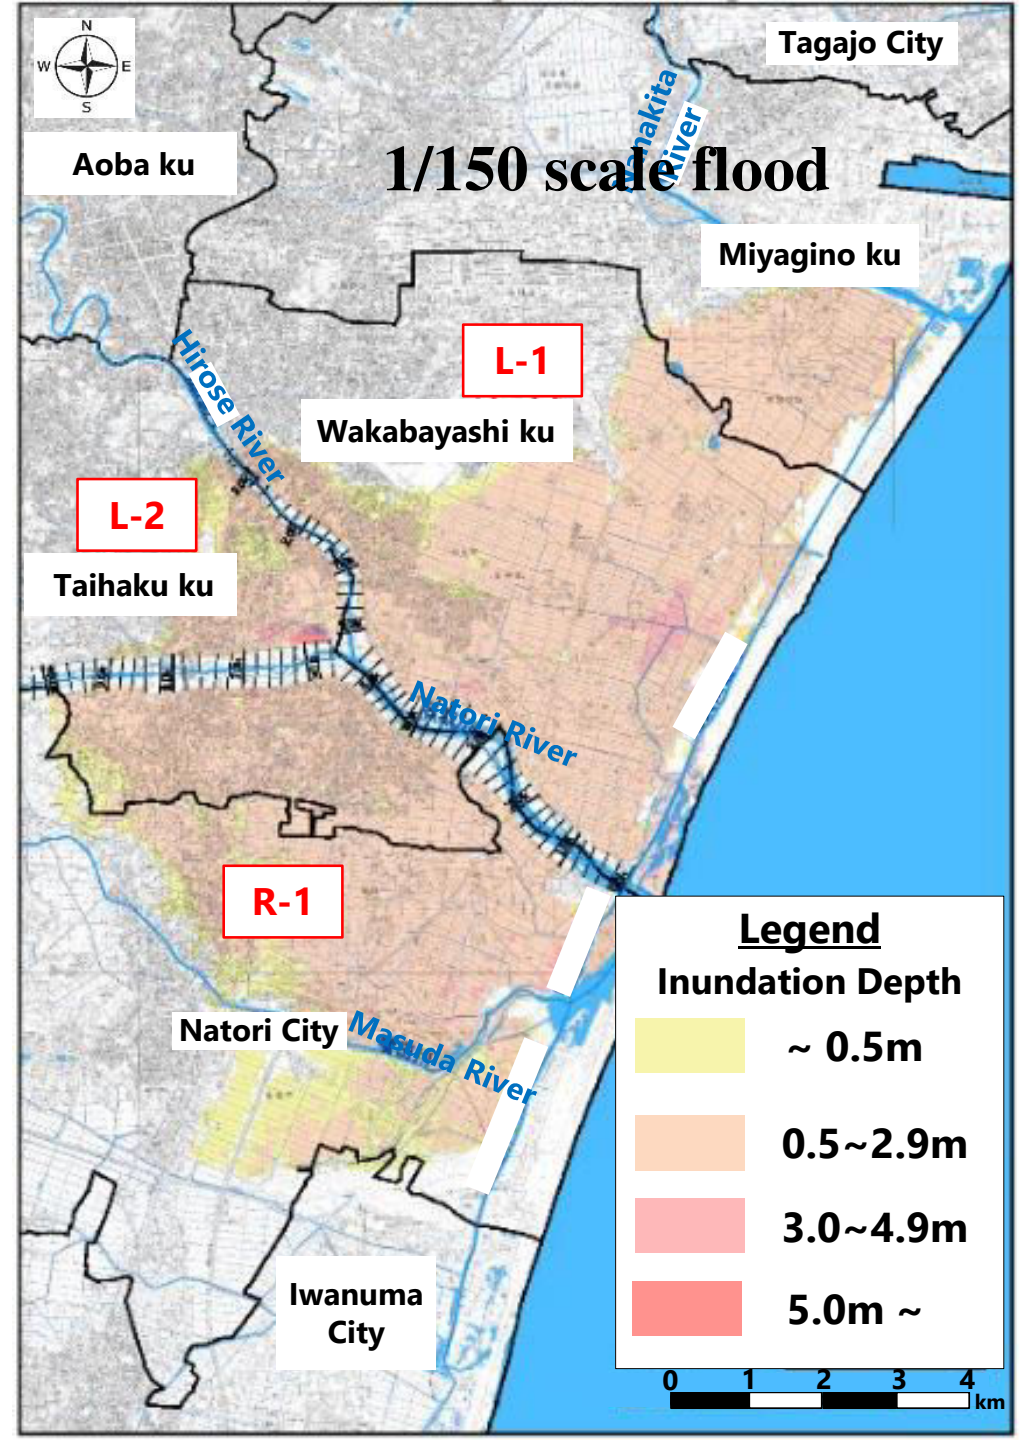 N
W E
S
Tagajo City
Aoba ku
Nanakita
River
1/150 scale flood
Miyagino ku
Hirose River
L-1
Wakabayashi ku
L-2
Taihaku ku
Natori River
R-1
Natori City
Masuda River
Iwanuma
City
Legend
Inundation Depth
~ 0.5m
0.5~2.9m
3.0~4.9m
5.0m ~
0 1 2 3 4
km